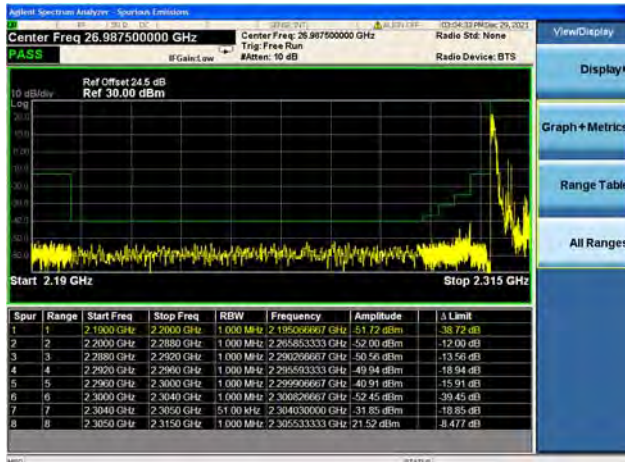 Agilent Spectrum Analyzer - Spurious Emissions
03:04:33 PM Dec 29, 2021
Center Freq 26.987500000 GHz
Center Freq: 26.987500000 GHz
Radio Std: None
Trig: Free Run
PASS
IFGain:Low
#Atten: 10 dB
Radio Device: BTS
Ref Offset 24.5 dB
10 dB/div
Ref 30.00 dBm
Log
Start 2.19 GHz
Stop 2.315 GHz
Spur Range Start Freq Stop Freq RBW Frequency Amplitude Δ Limit
1 1 2.1900 GHz 2.2000 GHz 1.000 MHz 2.195066667 GHz -51.72 dBm -38.72 dB
2 2 2.2000 GHz 2.2880 GHz 1.000 MHz 2.265853333 GHz -52.00 dBm -12.00 dB
3 3 2.2880 GHz 2.2920 GHz 1.000 MHz 2.290266667 GHz -50.56 dBm -13.56 dB
4 4 2.2920 GHz 2.2960 GHz 1.000 MHz 2.295593333 GHz -49.94 dBm -18.94 dB
5 5 2.2960 GHz 2.3000 GHz 1.000 MHz 2.299906667 GHz -40.91 dBm -15.91 dB
6 6 2.3000 GHz 2.3040 GHz 1.000 MHz 2.300826667 GHz -52.45 dBm -39.45 dB
7 7 2.3040 GHz 2.3050 GHz 51.00 kHz 2.304030000 GHz -31.85 dBm -18.85 dB
8 8 2.3050 GHz 2.3150 GHz 1.000 MHz 2.305533333 GHz 21.52 dBm -8.477 dB
MSG
STATUS
View/Display
Display
Graph+Metrics
Range Table
All Ranges